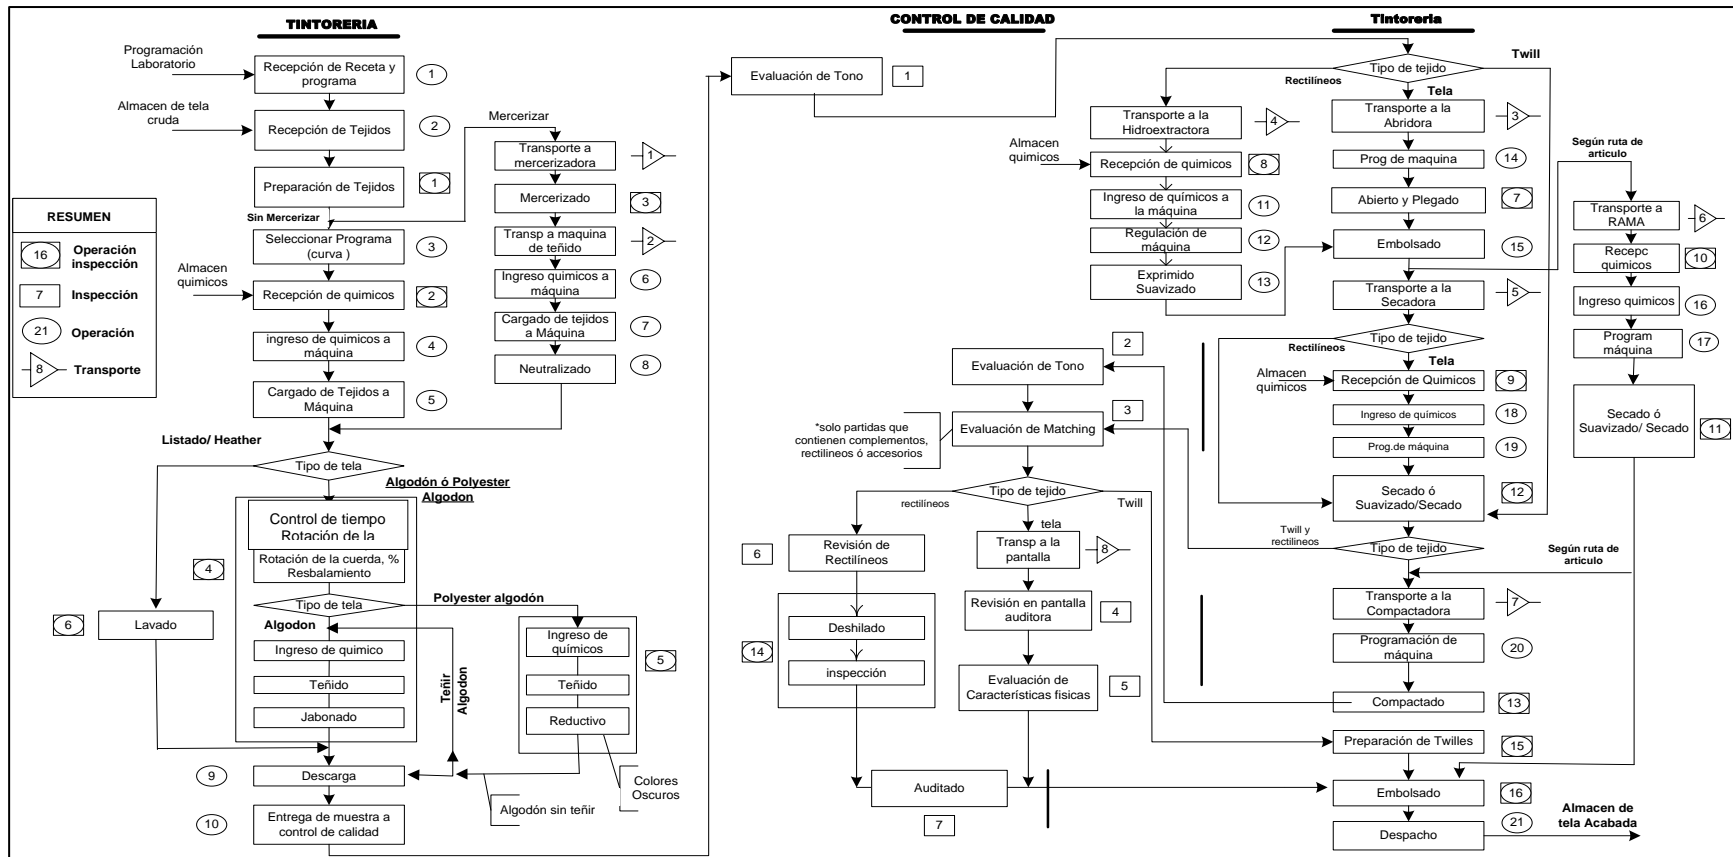 TINTORERIA
Programación
Laboratorio
Recepción de Receta y
programa
1
Almacen de tela
cruda
Recepción de Tejidos
2
Preparación de Tejidos
1
Sin Mercerizar
Mercerizar
Seleccionar Programa
(curva )
3
Almacen
quimicos
Recepción de quimicos
2
ingreso de quimicos a
máquina
4
Cargado de Tejidos a
Máquina
5
Transporte a
mercerizadora
1
Mercerizado
3
Transp a maquina
de teñido
2
Ingreso quimicos a
máquina
6
Cargado de tejidos
a Máquina
7
Neutralizado
8
RESUMEN
16
Operación
inspección
7
Inspección
21
Operación
8
Transporte
Listado/ Heather
Tipo de tela
Algodón ó Polyester
Algodon
Control de tiempo
Rotación de la
Rotación de la cuerda, %
Resbalamiento
4
Tipo de tela
Polyester algodón
Algodon
Ingreso de quimico
Teñido
Jabonado
6
Lavado
Teñir
Algodon
Ingreso de
químicos
Teñido
Reductivo
5
9
Descarga
Algodón sin teñir
Colores
Oscuros
10
Entrega de muestra a
control de calidad
CONTROL DE CALIDAD
Evaluación de Tono
1
2
Evaluación de Tono
3
Evaluación de Matching
*solo partidas que
contienen complementos,
rectilineos ó accesorios
Tipo de tejido
rectilíneos
Twill
tela
6
Revisión de
Rectilíneos
Transp a la
pantalla
8
14
Deshilado
inspección
Revisión en pantalla
auditora
4
Evaluación de
Características fisicas
5
Auditado
7
Tintoreria
Tipo de tejido
Twill
Rectilíneos
Tela
Transporte a la
Hidroextractora
4
Almacen
quimicos
Recepción de quimicos
8
Ingreso de químicos a
la máquina
11
Regulación de
máquina
12
Exprimido
Suavizado
13
Transporte a la
Abridora
3
Prog de maquina
14
Abierto y Plegado
7
Embolsado
15
Transporte a la
Secadora
5
Tipo de tejido
Rectilíneos
Tela
Almacen
quimicos
Recepción de Quimicos
9
Ingreso de químicos
18
Prog.de máquina
19
Secado ó
Suavizado/Secado
12
Twill y
rectilineos
Tipo de tejido
Según ruta de
articulo
Transporte a
RAMA
6
Recepc
quimicos
10
Ingreso quimicos
16
Program
máquina
17
Secado ó
Suavizado/ Secado
11
Según ruta de
articulo
Transporte a la
Compactadora
7
Programación de
máquina
20
Compactado
13
Preparación de Twilles
15
Embolsado
16
Despacho
21
Almacen de
tela Acabada